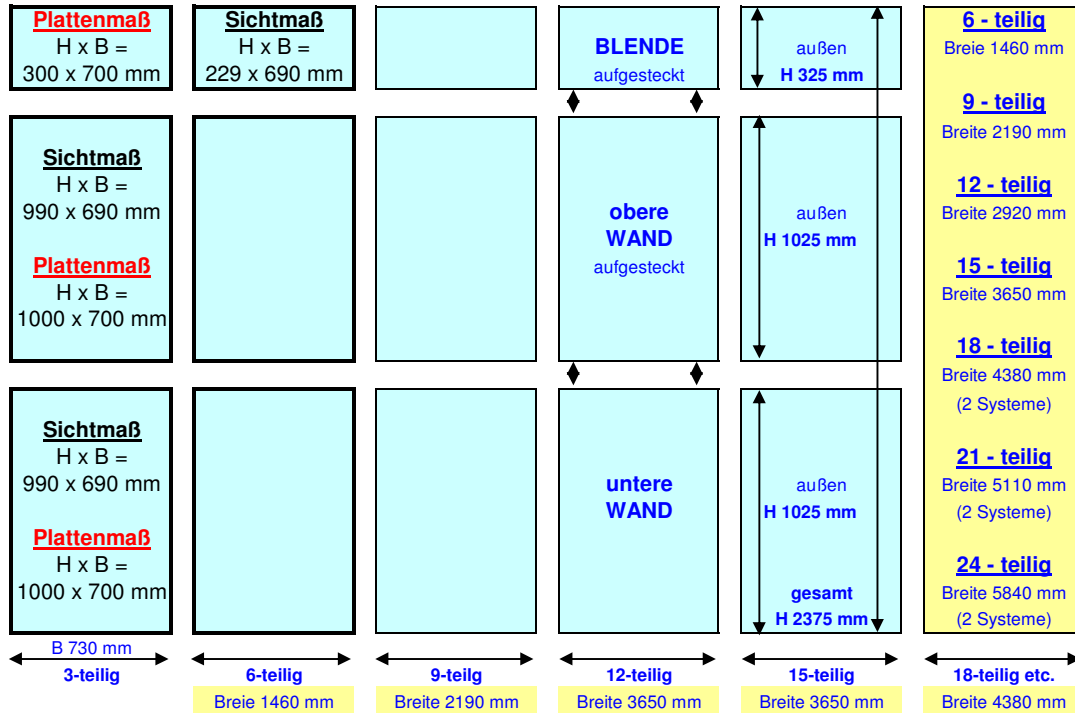 Plattenmaß
H x B =
300 x 700 mm
Sichtmaß
H x B =
229 x 690 mm
BLENDE
aufgesteckt
außen
H 325 mm
Sichtmaß
H x B =
990 x 690 mm
Plattenmaß
H x B =
1000 x 700 mm
obere
WAND
aufgesteckt
außen
H 1025 mm
Sichtmaß
H x B =
990 x 690 mm
Plattenmaß
H x B =
1000 x 700 mm
untere
WAND
außen
H 1025 mm
gesamt
H 2375 mm
6 - teilig
Breie 1460 mm
9 - teilig
Breite 2190 mm
12 - teilig
Breite 2920 mm
15 - teilig
Breite 3650 mm
18 - teilig
Breite 4380 mm
(2 Systeme)
21 - teilig
Breite 5110 mm
(2 Systeme)
24 - teilig
Breite 5840 mm
(2 Systeme)
B 730 mm
3-teilig
6-teilig
Breie 1460 mm
9-teilg
Breite 2190 mm
12-teilig
Breite 3650 mm
15-teilig
Breite 3650 mm
18-teilig etc.
Breite 4380 mm